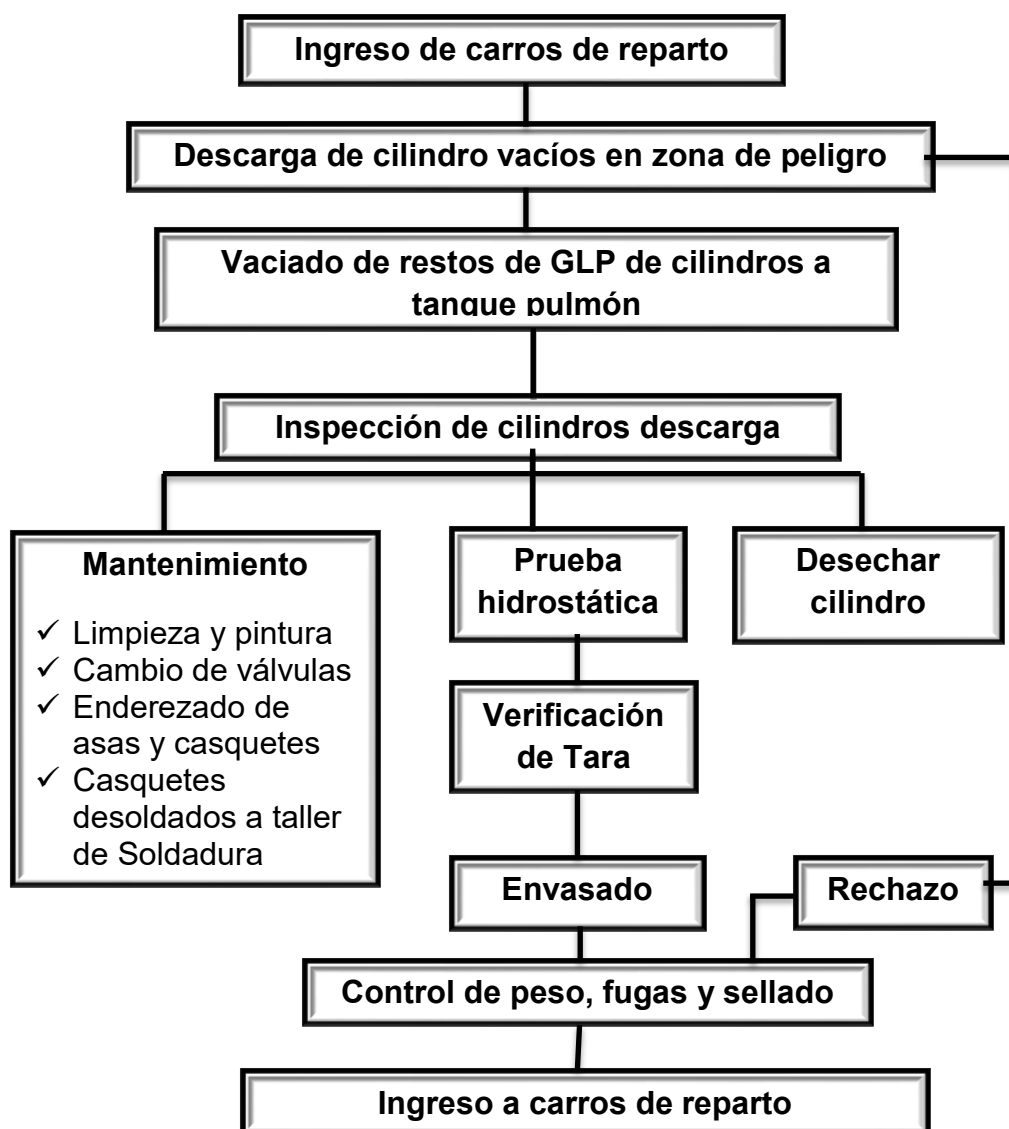 Ingreso de carros de reparto
Descarga de cilindro vacíos en zona de peligro
Vaciado de restos de GLP de cilindros a
tanque pulmón
Inspección de cilindros descarga
Mantenimiento
✓ Limpieza y pintura
✓ Cambio de válvulas
✓ Enderezado de
asas y casquetes
✓ Casquetes
desoldados a taller
de Soldadura
Prueba
hidrostática
Desechar
cilindro
Verificación
de Tara
Envasado
Rechazo
Control de peso, fugas y sellado
Ingreso a carros de reparto